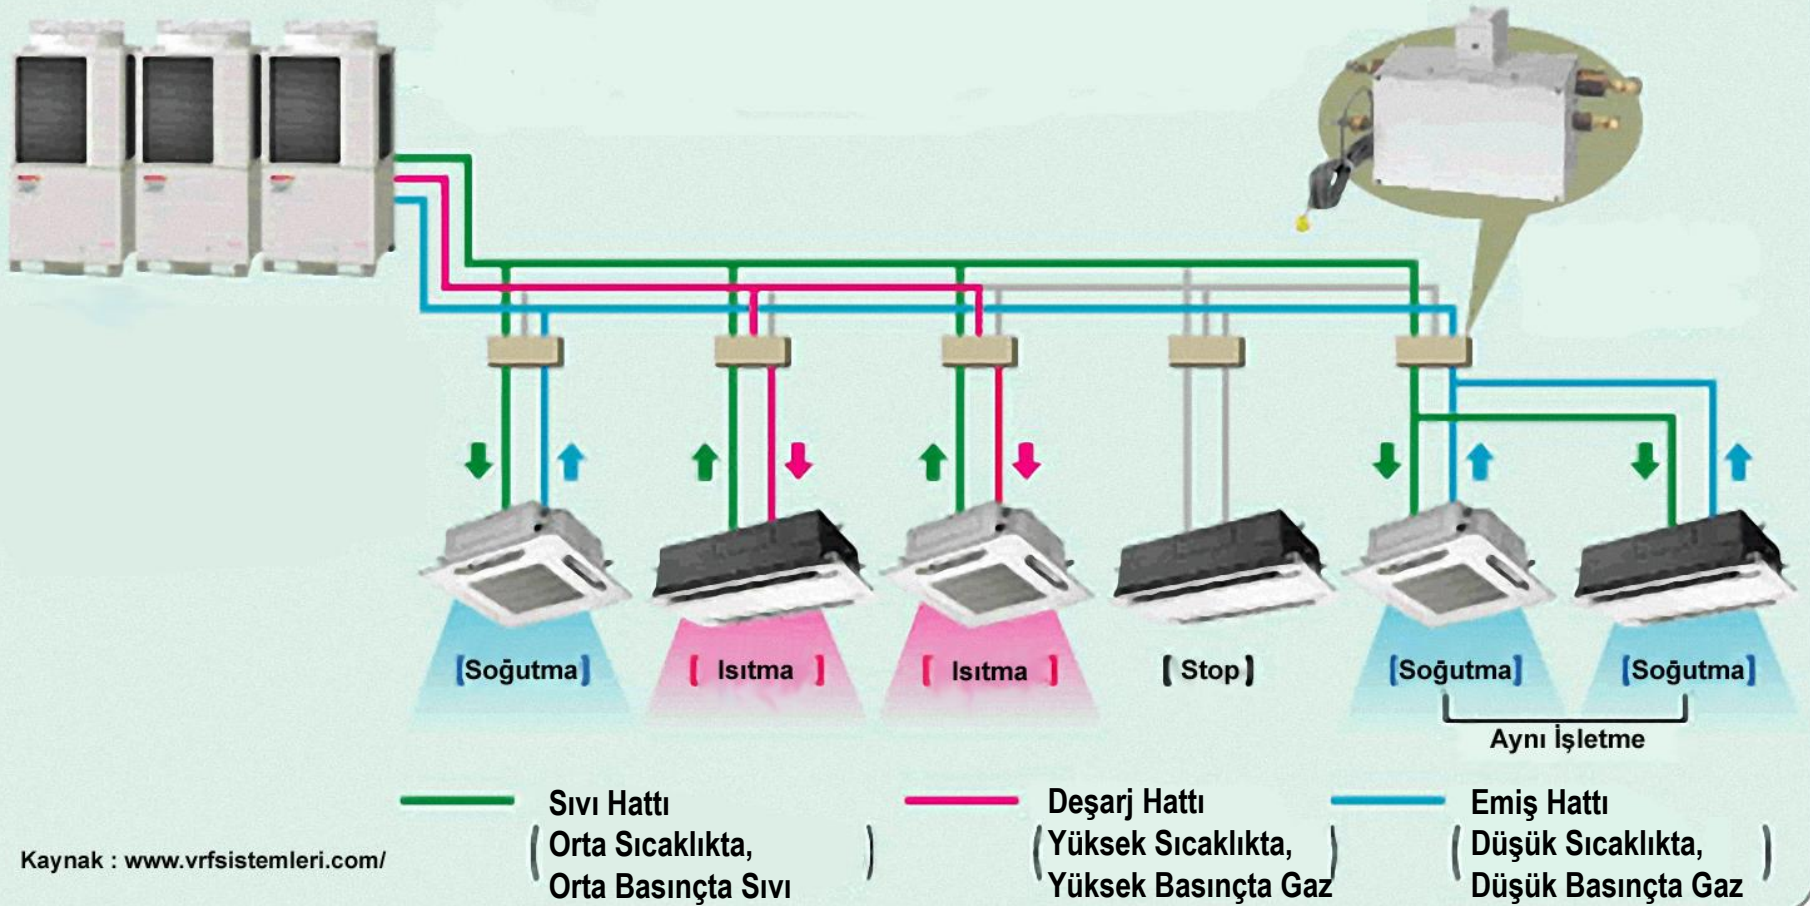 [Soğutma]
[ Isıtma ]
[ Isıtma ]
[ Stop ]
[Soğutma]
[Soğutma]
Aynı İşletme
Sıvı Hattı
( Orta Sıcaklıkta,
Orta Basınçta Sıvı )
Deşarj Hattı
( Yüksek Sıcaklıkta,
Yüksek Basınçta Gaz )
Emiş Hattı
( Düşük Sıcaklıkta,
Düşük Basınçta Gaz )
Kaynak : www.vrfsistemleri.com/